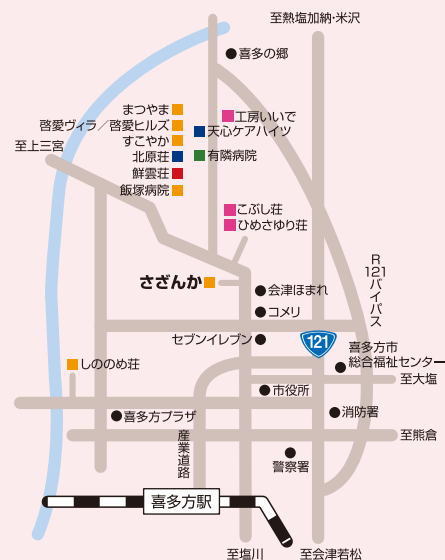 至熱塩加納・米沢
喜多の郷
まつやま
工房いいで
啓愛ヴィラ／啓愛ヒルズ
天心ケアハイツ
すこやか
至上三宮
北原荘
有隣病院
鮮雲荘
飯塚病院
こぶし荘
ひめさゆり荘
R121バイパス
さざんか
会津ほまれ
コメリ
セブンイレブン
121
喜多方市
総合福祉センター
しののめ荘
至大塩
市役所
喜多方プラザ
消防署
産業道路
至熊倉
警察署
喜多方駅
至塩川
至会津若松